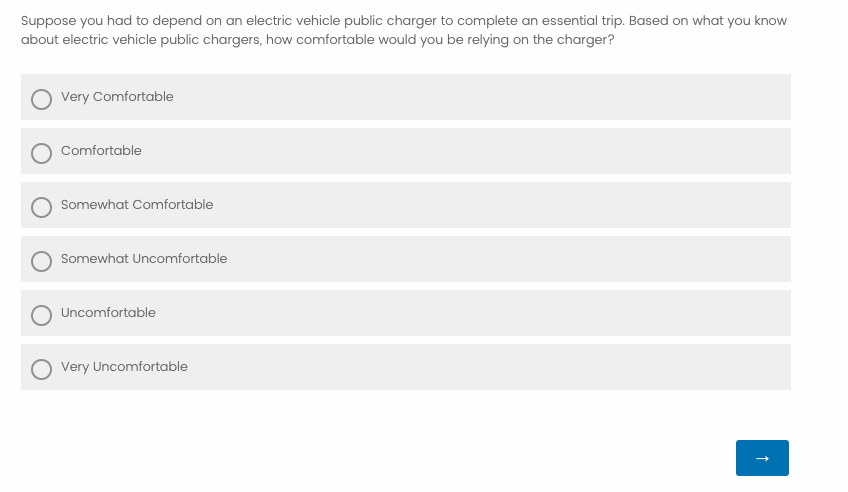 Suppose you had to depend on an electric vehicle public charger to complete an essential trip. Based on what you know
about electric vehicle public chargers, how comfortable would you be relying on the charger?
Very Comfortable
Comfortable
Somewhat Comfortable
Somewhat Uncomfortable
Uncomfortable
Very Uncomfortable
→